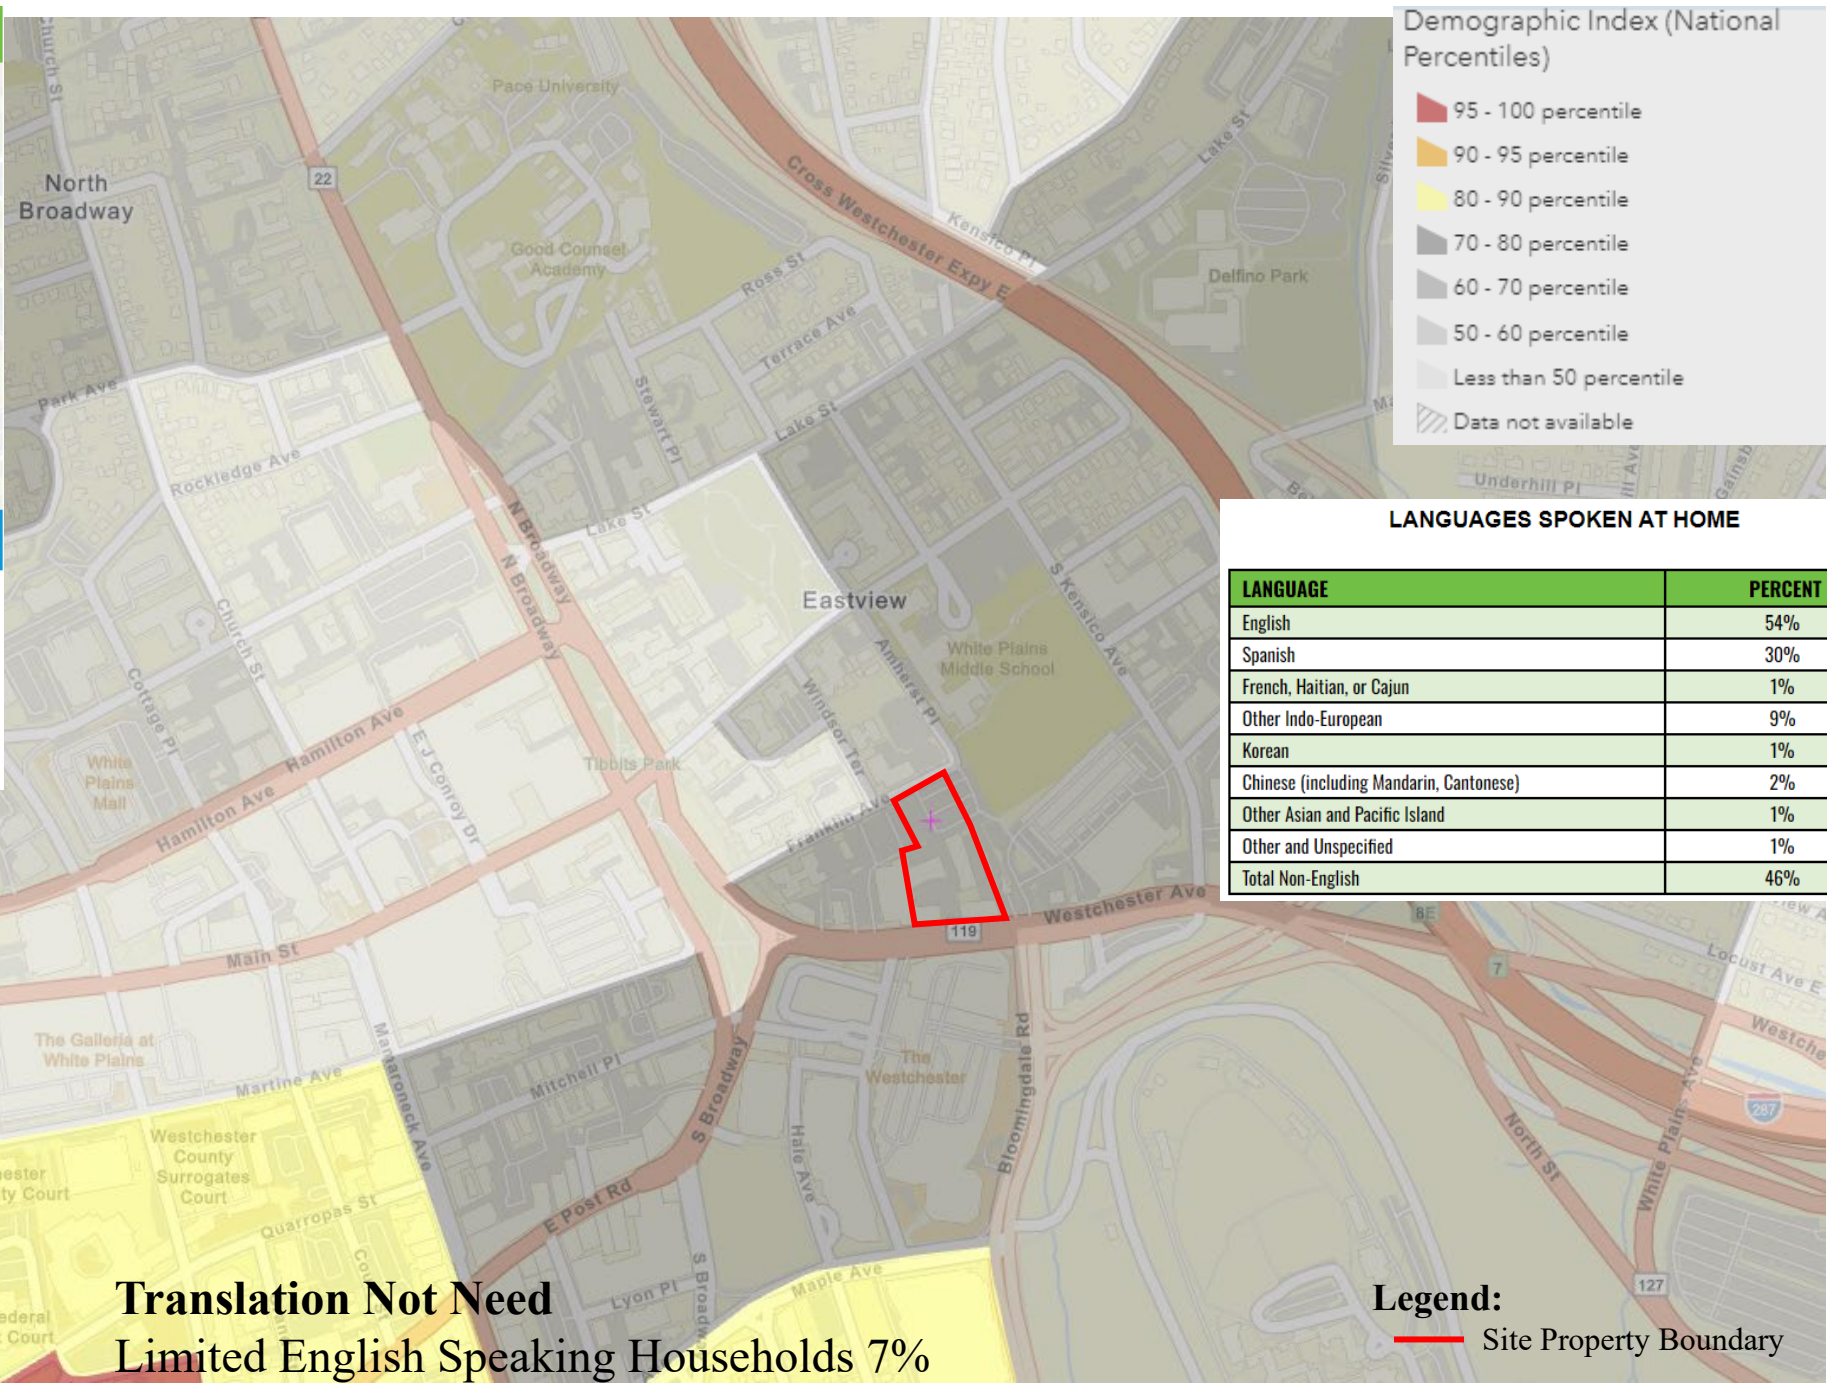 Demographic Index (National
Percentiles)
95 - 100 percentile
90 - 95 percentile
80 - 90 percentile
70 - 80 percentile
60 - 70 percentile
50 - 60 percentile
Less than 50 percentile
Data not available
Church St
Pace University
22
North
Broadway
Cross Westchester Expy E
Lake St
Kensico Pl
Good Counsel
Academy
Ross St
Delfino Park
Terrace Ave
Park Ave
Stewart Pl
Lake St
Rockledge Ave
Underhill Pl
N Broadway
Lake St
N Broadway
LANGUAGES SPOKEN AT HOME
LANGUAGE PERCENT
English 54%
Spanish 30%
French, Haitian, or Cajun 1%
Other Indo-European 9%
Korean 1%
Chinese (including Mandarin, Cantonese) 2%
Other Asian and Pacific Island 1%
Other and Unspecified 1%
Total Non-English 46%
Eastview
S Kensico Ave
Church St
White Plains
Middle School
Amherst Pl
Cottage Pl
Windsor Ter
Hamilton Ave
E J Conroy Dr
Tibbits Park
White
Plains
Mall
Hamilton Ave
Franklin Ave
Westchester Ave
119
8E
Main St
7
Locust Ave E
The Galleria at
White Plains
Mamaroneck Ave
Martine Ave
Mitchell Pl
S Broadway
The
Westchester
Bloomingdale Rd
Hale Ave
287
North St
White Plains Ave
Westchester
County
Surrogates
Court
Quarropas St
E Post Rd
Maple Ave
Lyon Pl
127
Translation Not Need
Limited English Speaking Households 7%
Legend:
Site Property Boundary